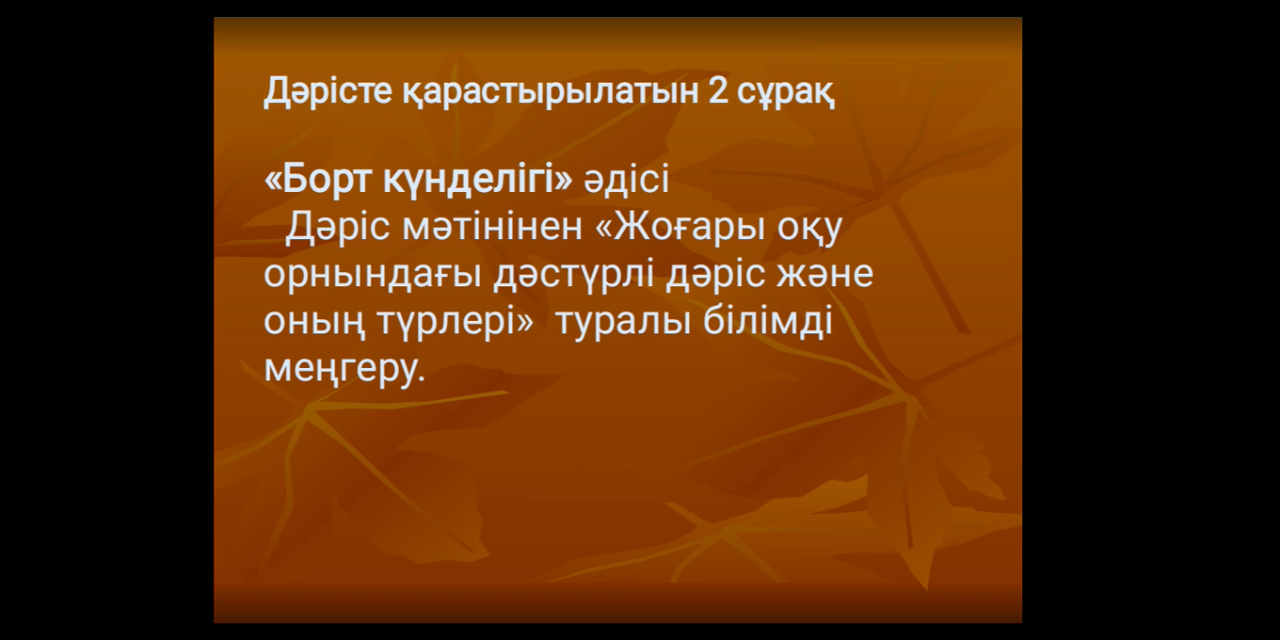 Дәрісте қарастырылатын 2 сұрақ
«Борт күнделігі» әдісі
Дәріс мәтінінен «Жоғары оқу
орнындағы дәстүрлі дәріс және
оның түрлері» туралы білімді
меңгеру.